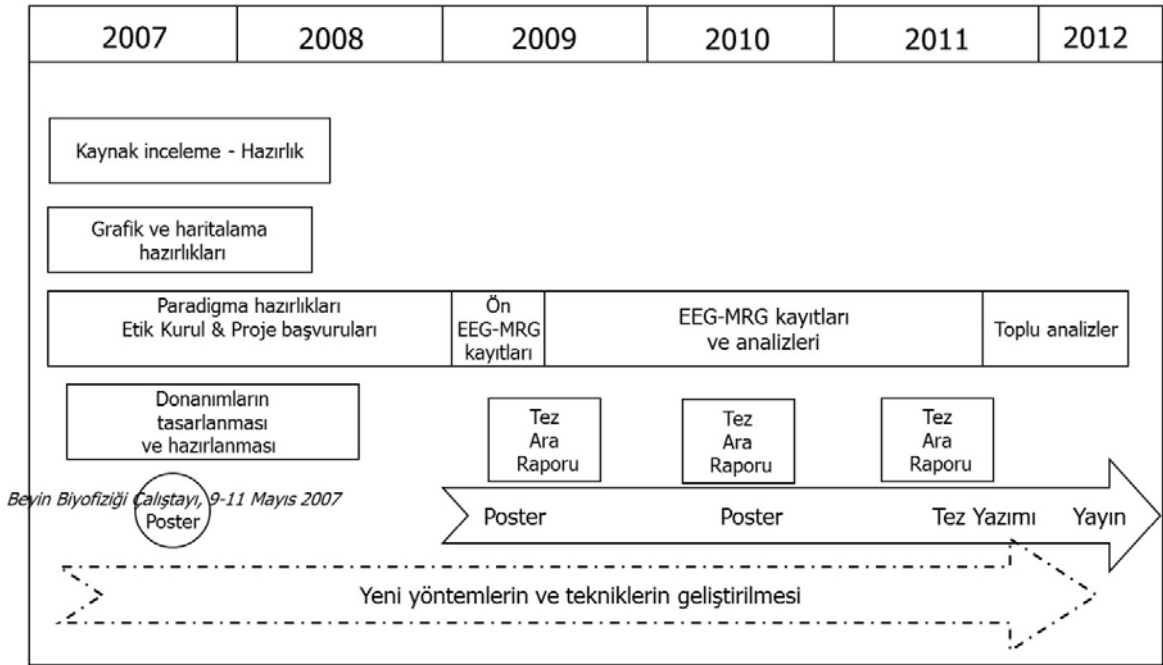 2007 2008 2009 2010 2011 2012
Kaynak inceleme - Hazırlık
Grafik ve haritalama
hazırlıkları
Paradigma hazırlıkları
Etik Kurul & Proje başvuruları
Ön
EEG-MRG
kayıtları
EEG-MRG kayıtları
ve analizleri
Toplu analizler
Donanımların
tasarlanması
ve hazırlanması
Tez
Ara
Raporu
Tez
Ara
Raporu
Tez
Ara
Raporu
Beyin Biyofiziği Çalıştayı, 9-11 Mayıs 2007
Poster
Poster Poster Tez Yazımı Yayın
Yeni yöntemlerin ve tekniklerin geliştirilmesi